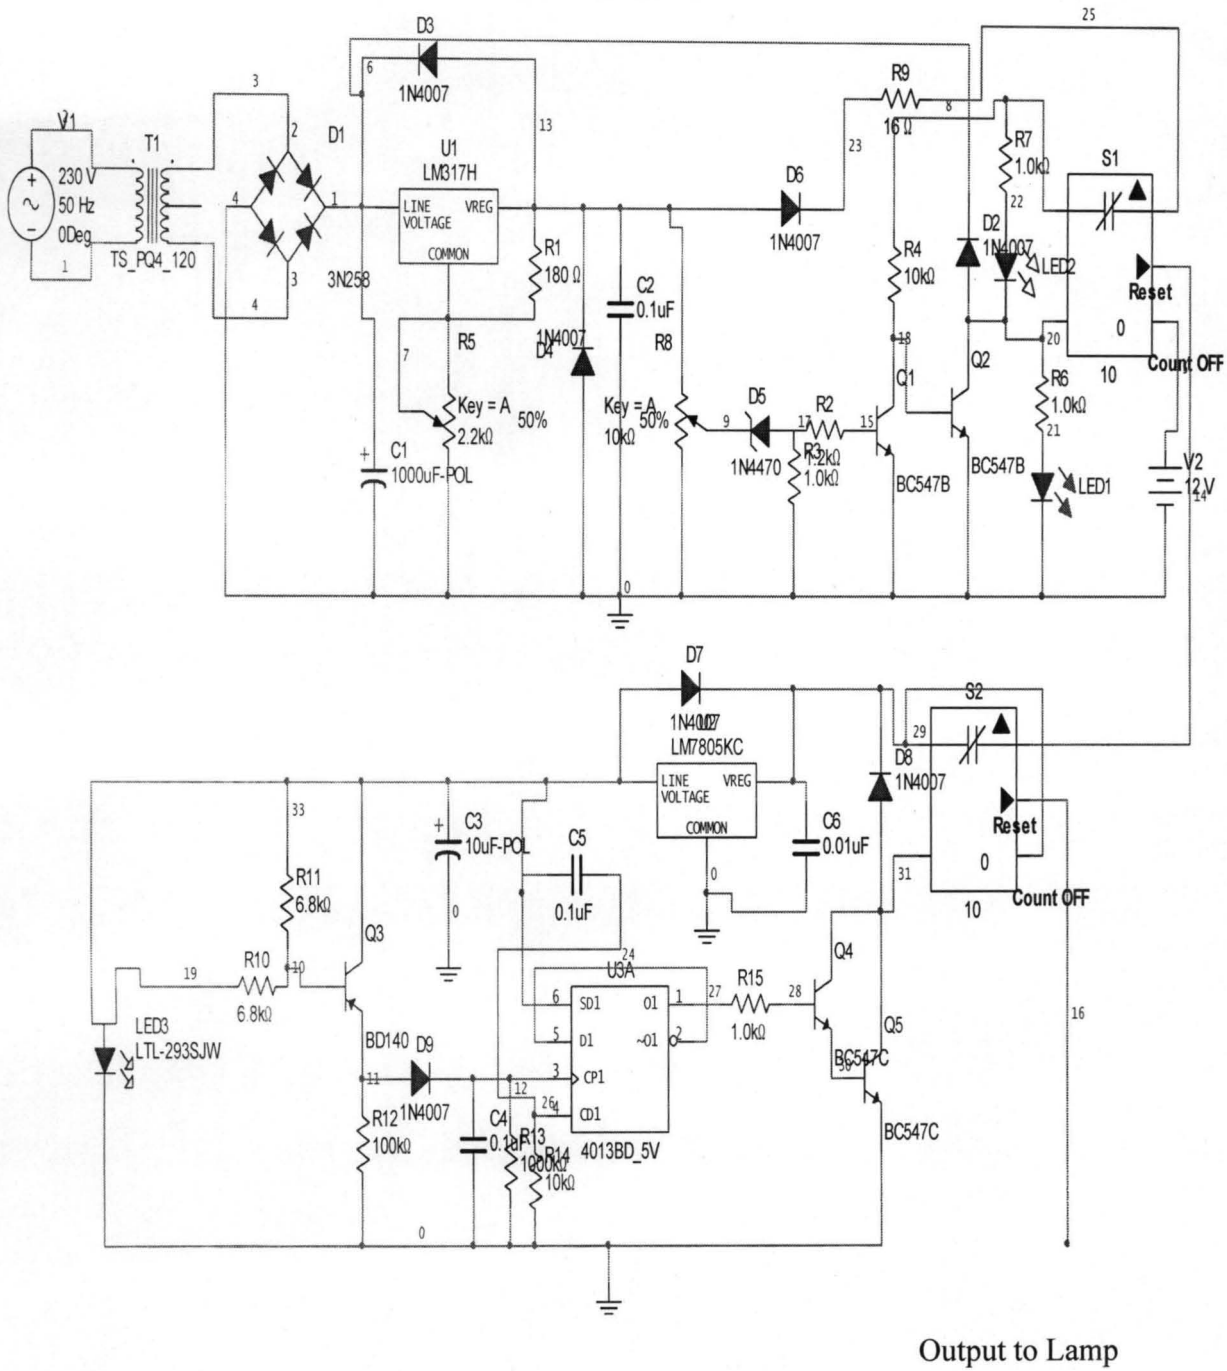 25
D3
6
1N4007
R9
16 Ω
8
3
13
23
V1
T1
2
D1
U1
LM317H
R7
1.0kΩ
S1
230 V
50 Hz
0Deg
4
1
LINE
VOLTAGE
VREG
COMMON
D6
1N4007
22
D2
1N4007
LED2
1
TS_PQ4_120
3
3N258
4
R1
180 Ω
R4
10kΩ
Reset
0
C2
0.1uF
1N4007
D4
7
R5
R8
18
20
Q1
Q2
10
Count OFF
Key = A
50%
2.2kΩ
Key = A
50%
10kΩ
9
D5
1N4470
17
R2
1.2kΩ
15
R3
1.0kΩ
R6
1.0kΩ
21
C1
1000uF-POL
BC547B
BC547B
LED1
V2
12 V
14
0
D7
1N4007
U2
LM7805KC
S2
29
LINE
VOLTAGE
VREG
COMMON
D8
1N4007
33
C3
10uF-POL
C5
0.1uF
C6
0.01uF
Reset
0
0
31
10
Count OFF
R11
6.8kΩ
0
Q3
19
R10
6.8kΩ
10
24
U3A
Q4
6
SD1
O1
1
27
R15
1.0kΩ
28
5
D1
~O1
2
16
LED3
LTL-293SJW
BD140
D9
1N4007
11
3
CP1
12
26
4
CD1
4013BD_5V
Q5
BC547C
30
BC547C
R12
100kΩ
C4
0.1uF
R13
1000kΩ
R14
10kΩ
0
Output to Lamp